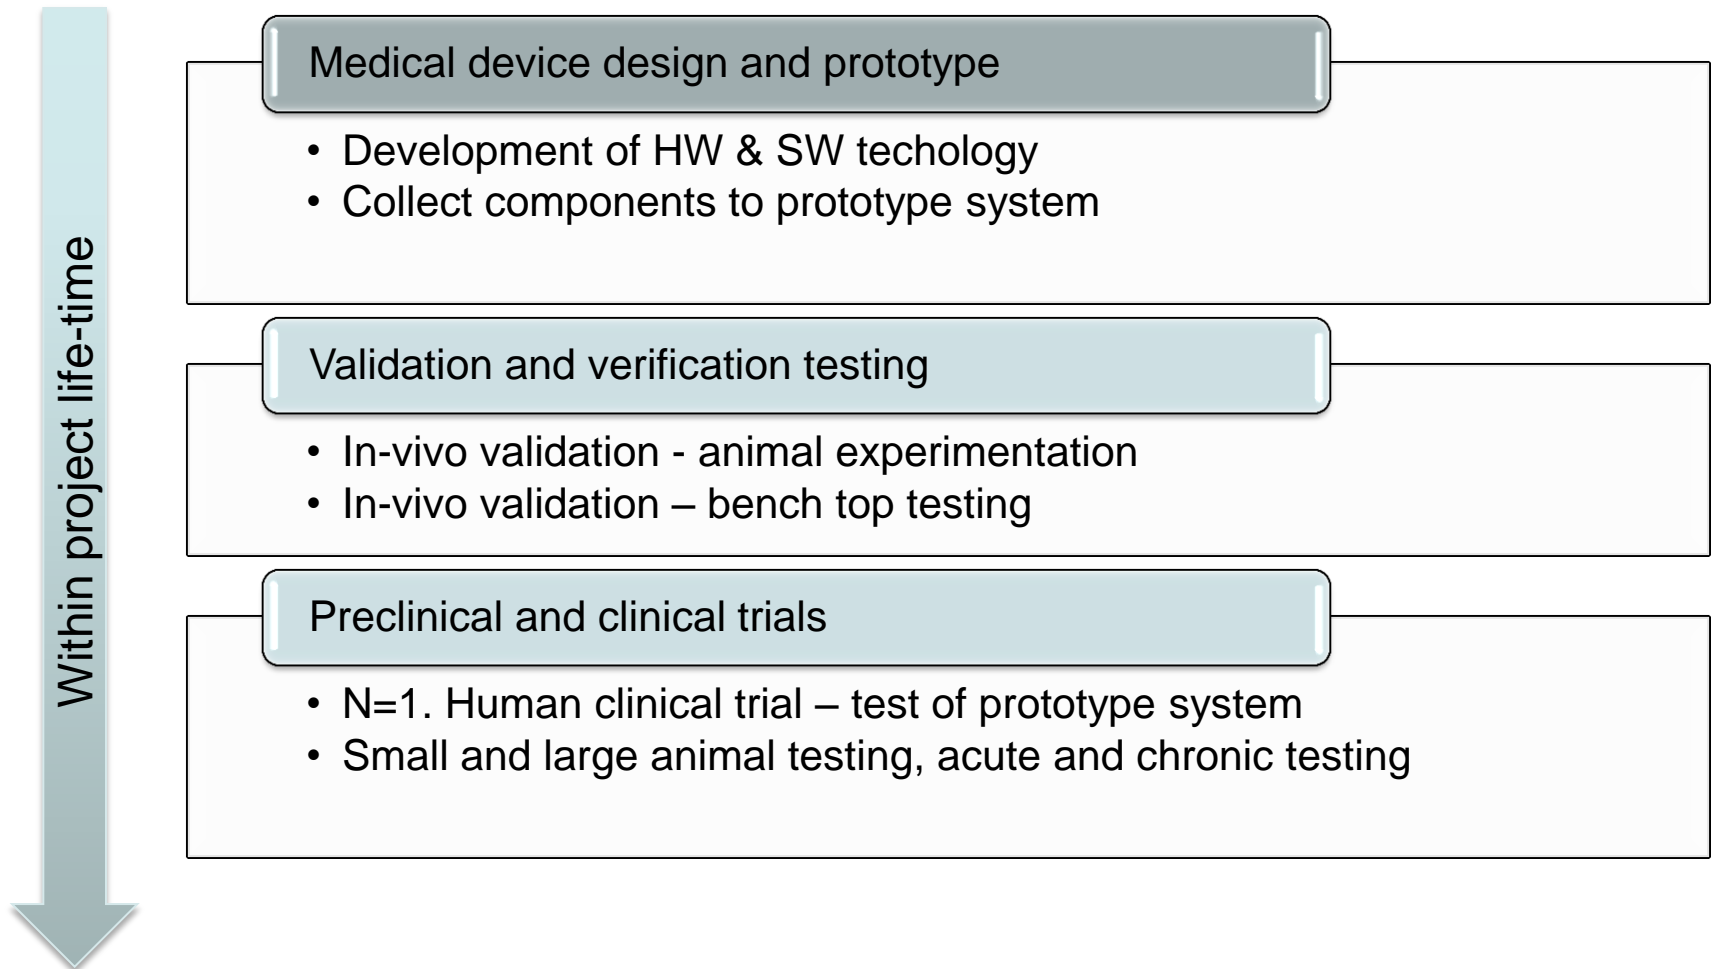 Within project life-time
Medical device design and prototype
• Development of HW & SW techology
• Collect components to prototype system
Validation and verification testing
• In-vivo validation - animal experimentation
• In-vivo validation – bench top testing
Preclinical and clinical trials
• N=1. Human clinical trial – test of prototype system
• Small and large animal testing, acute and chronic testing